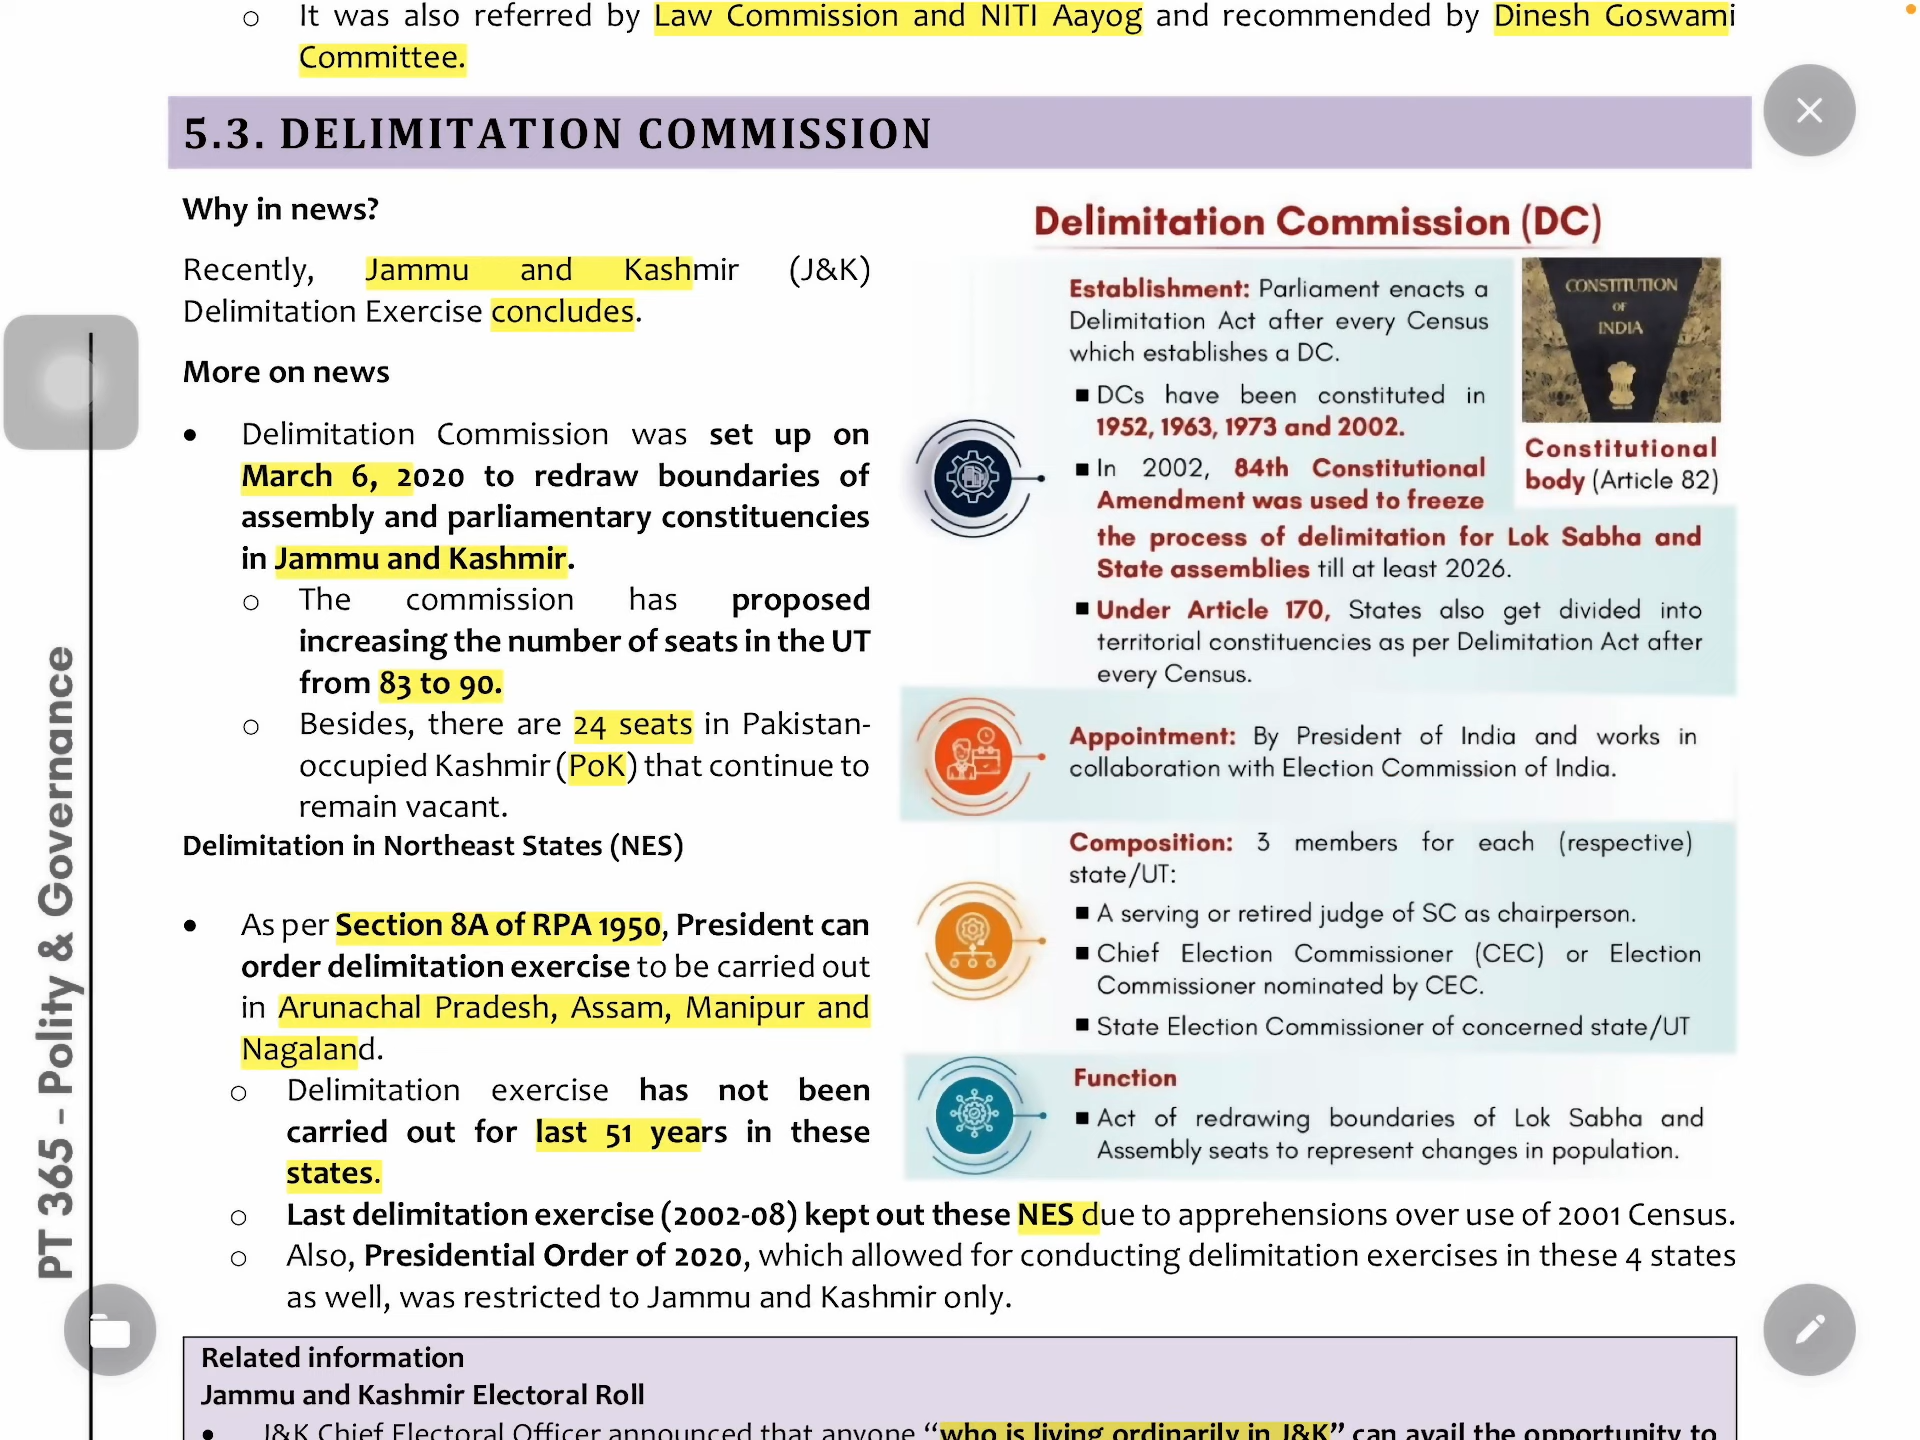 o It was also referred by Law Commission and NITI Aayog and recommended by Dinesh Goswami
Committee.
5.3. DELIMITATION COMMISSION
Why in news?
Recently, Jammu and Kashmir (J&K)
Delimitation Exercise concludes.
More on news
• Delimitation Commission was set up on
March 6, 2020 to redraw boundaries of
assembly and parliamentary constituencies
in Jammu and Kashmir.
o The commission has proposed
increasing the number of seats in the UT
from 83 to 90.
o Besides, there are 24 seats in Pakistan-
occupied Kashmir (PoK) that continue to
remain vacant.
Delimitation in Northeast States (NES)
• As per Section 8A of RPA 1950, President can
order delimitation exercise to be carried out
in Arunachal Pradesh, Assam, Manipur and
Nagaland.
o Delimitation exercise has not been
carried out for last 51 years in these
states.
o Last delimitation exercise (2002-08) kept out these NES due to apprehensions over use of 2001 Census.
o Also, Presidential Order of 2020, which allowed for conducting delimitation exercises in these 4 states
as well, was restricted to Jammu and Kashmir only.
Delimitation Commission (DC)
Establishment: Parliament enacts a
Delimitation Act after every Census
which establishes a DC.
■ DCs have been constituted in
1952, 1963, 1973 and 2002.
■ In 2002, 84th Constitutional
Amendment was used to freeze
the process of delimitation for Lok Sabha and
State assemblies till at least 2026.
■ Under Article 170, States also get divided into
territorial constituencies as per Delimitation Act after
every Census.
CONSTITUTION
OF
INDIA
Constitutional
body (Article 82)
Appointment: By President of India and works in
collaboration with Election Commission of India.
Composition: 3 members for each (respective)
state/UT:
■ A serving or retired judge of SC as chairperson.
■ Chief Election Commissioner (CEC) or Election
Commissioner nominated by CEC.
■ State Election Commissioner of concerned state/UT
Function
■ Act of redrawing boundaries of Lok Sabha and
Assembly seats to represent changes in population.
Related information
Jammu and Kashmir Electoral Roll
• J&K Chief Electoral Officer announced that anyone “who is living ordinarily in J&K” can avail the opportunity to
PT 365 - Polity & Governance